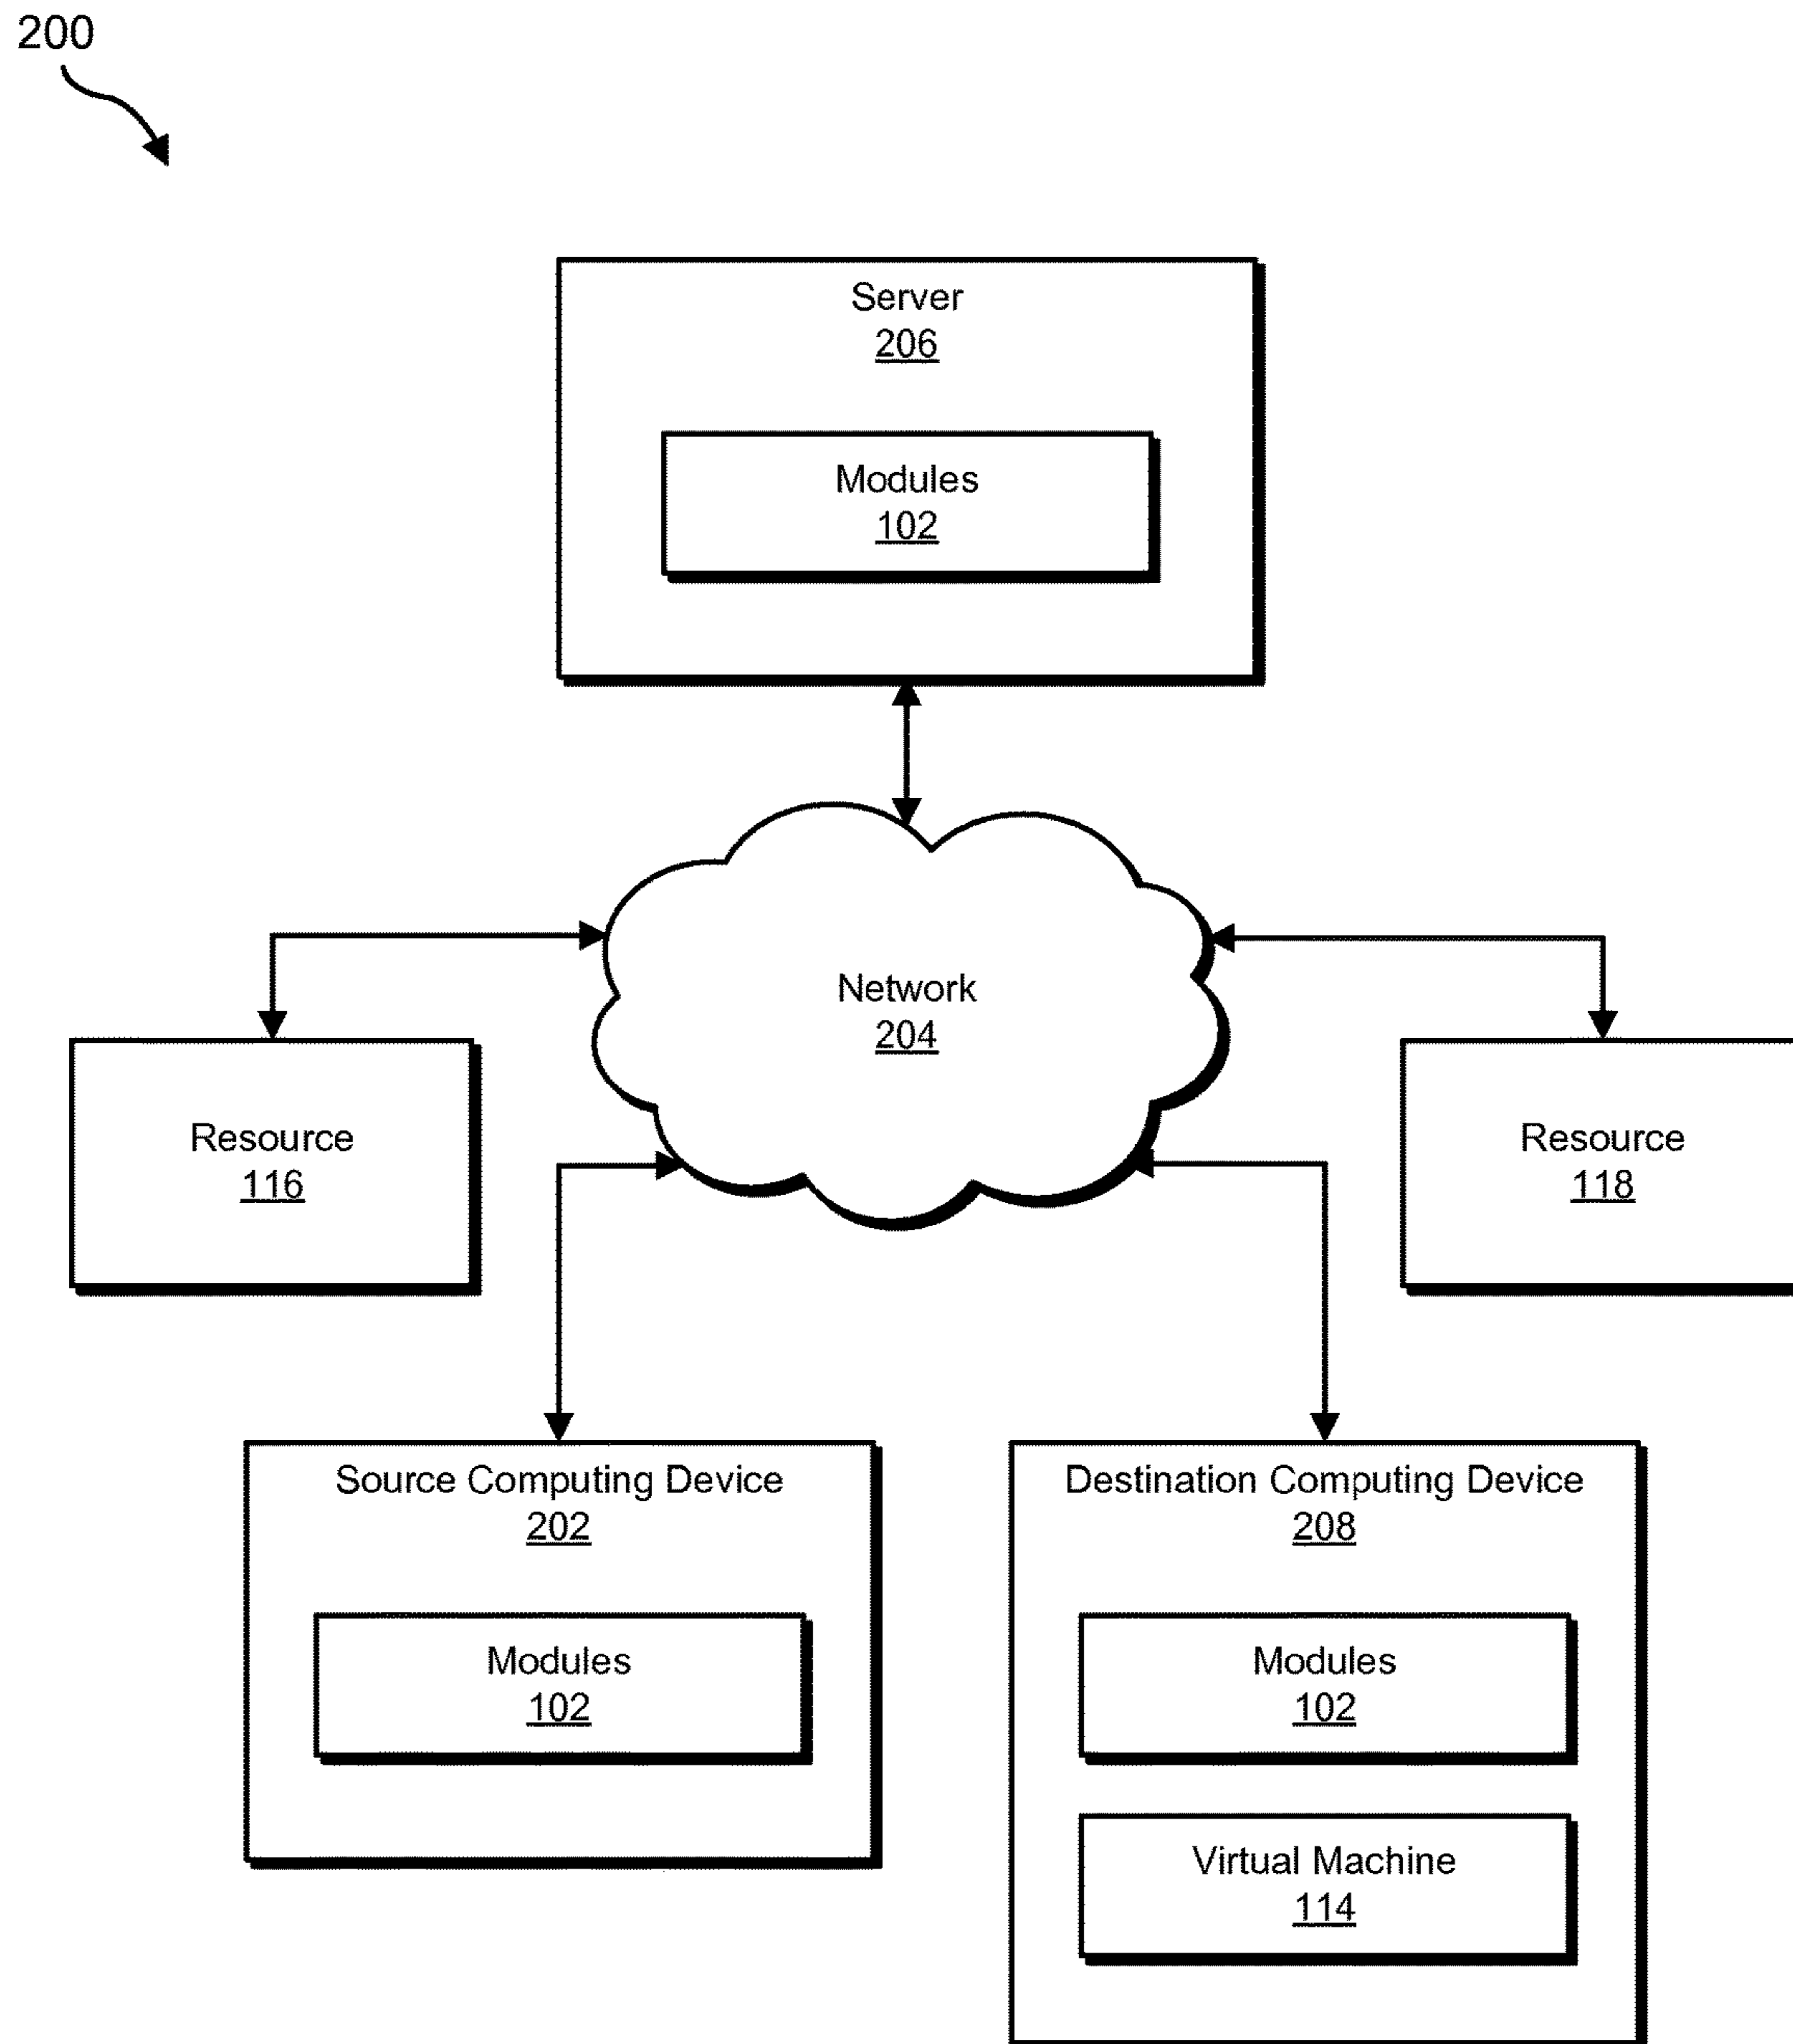 200
Server
206
Modules
102
Network
204
Resource
116
Resource
118
Source Computing Device
202
Modules
102
Destination Computing Device
208
Modules
102
Virtual Machine
114